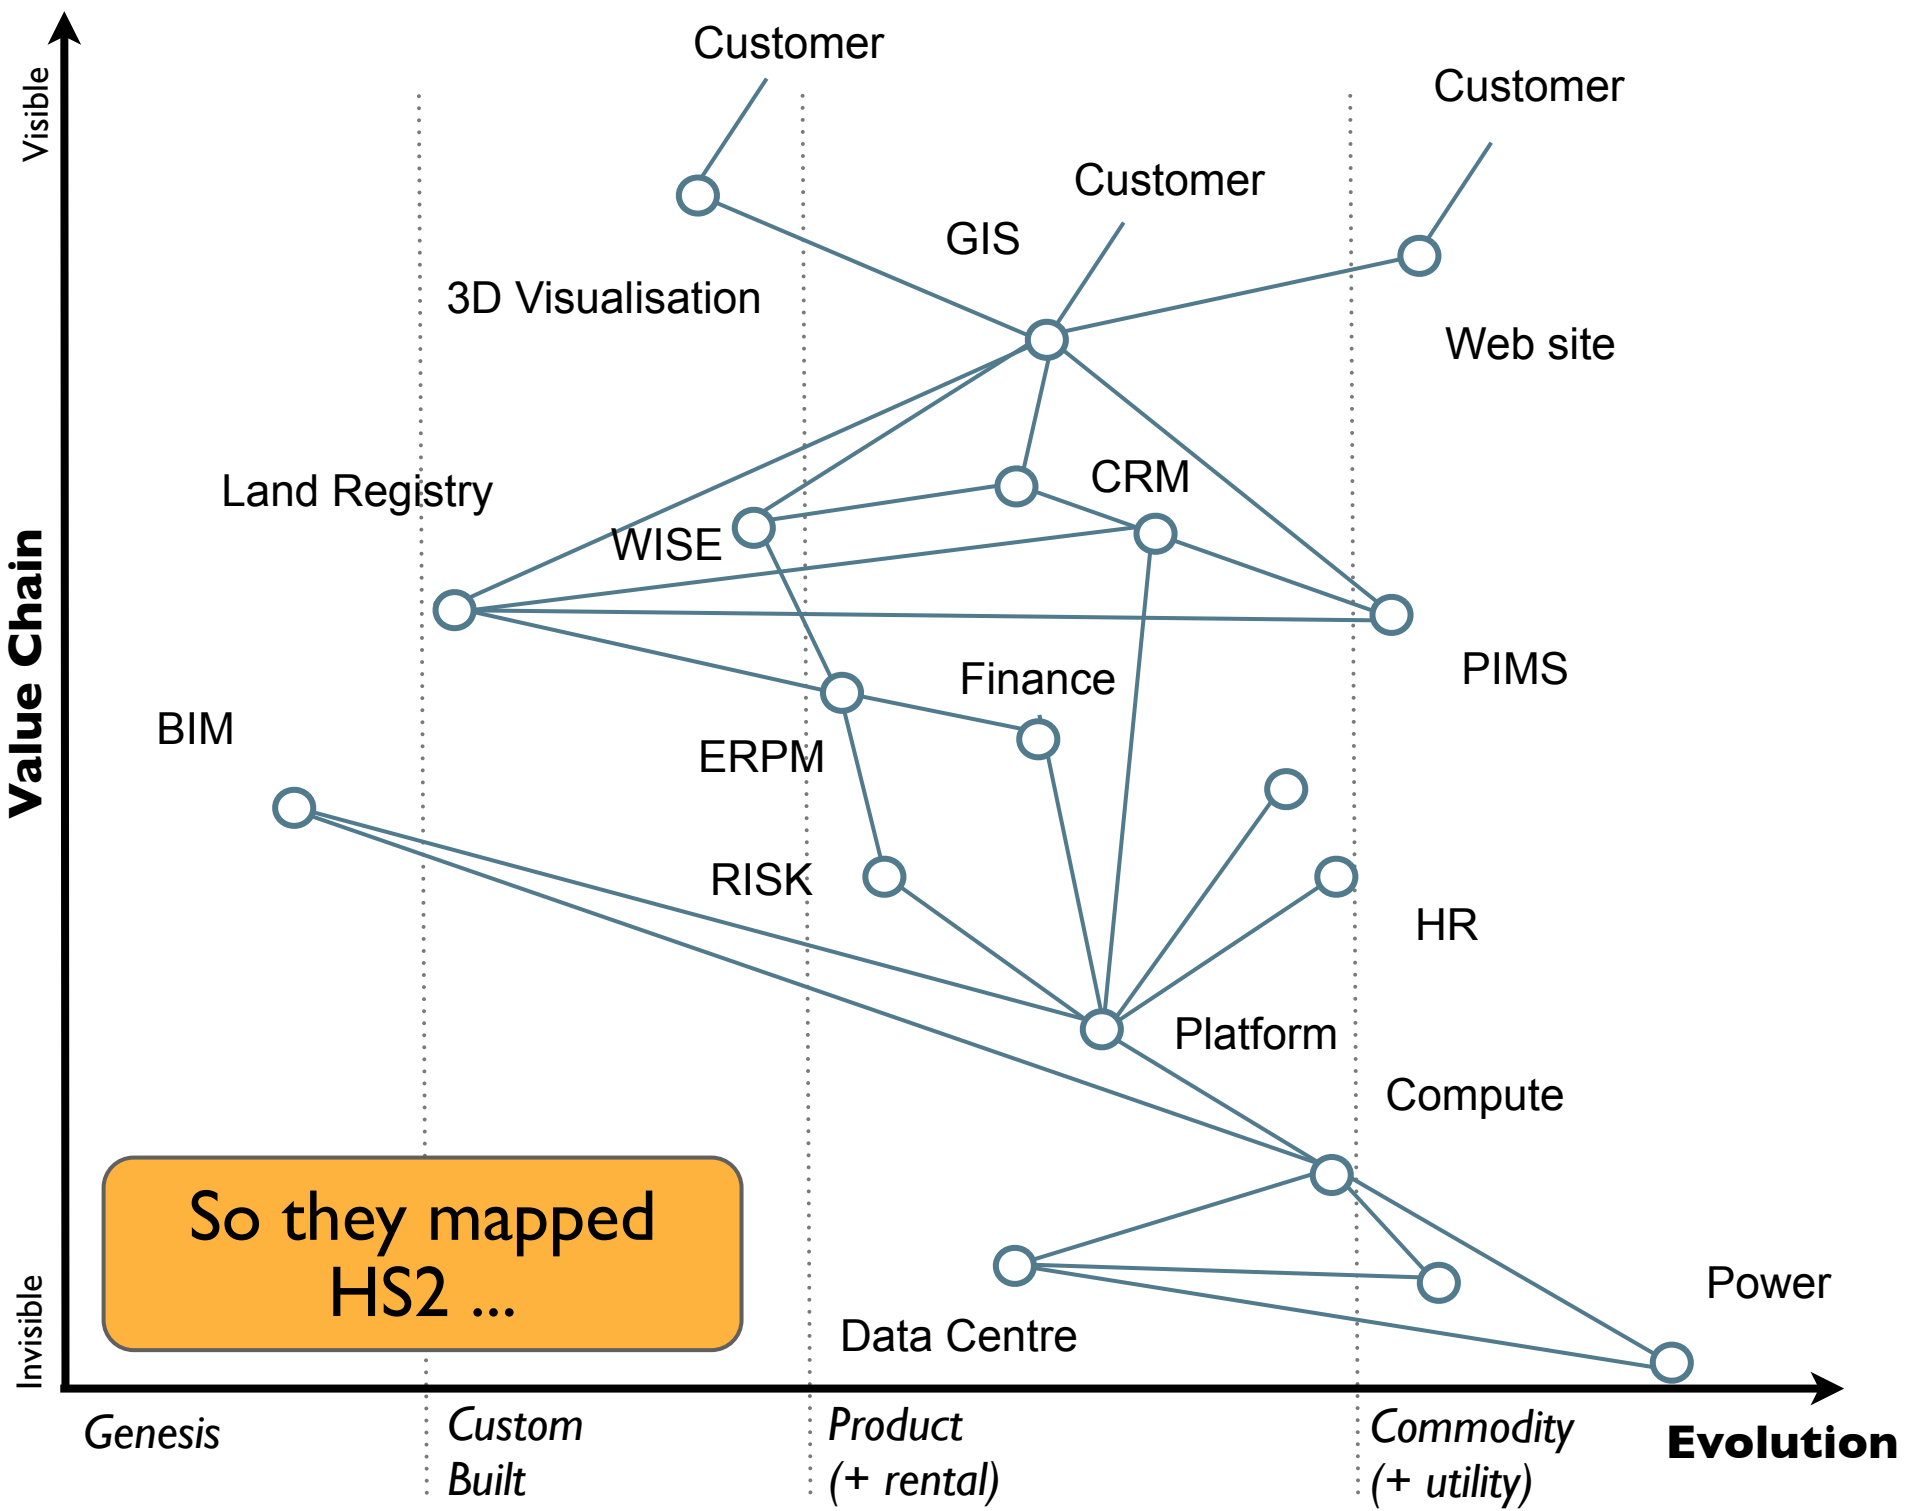 Customer
Customer
Visible
Customer
GIS
3D Visualisation
Web site
CRM
Land Registry
WISE
Value Chain
PIMS
Finance
BIM
ERPM
RISK
HR
Platform
Compute
So they mapped
HS2 ...
Power
Data Centre
Invisible
Genesis
Custom
Built
Product
(+ rental)
Commodity
(+ utility)
Evolution